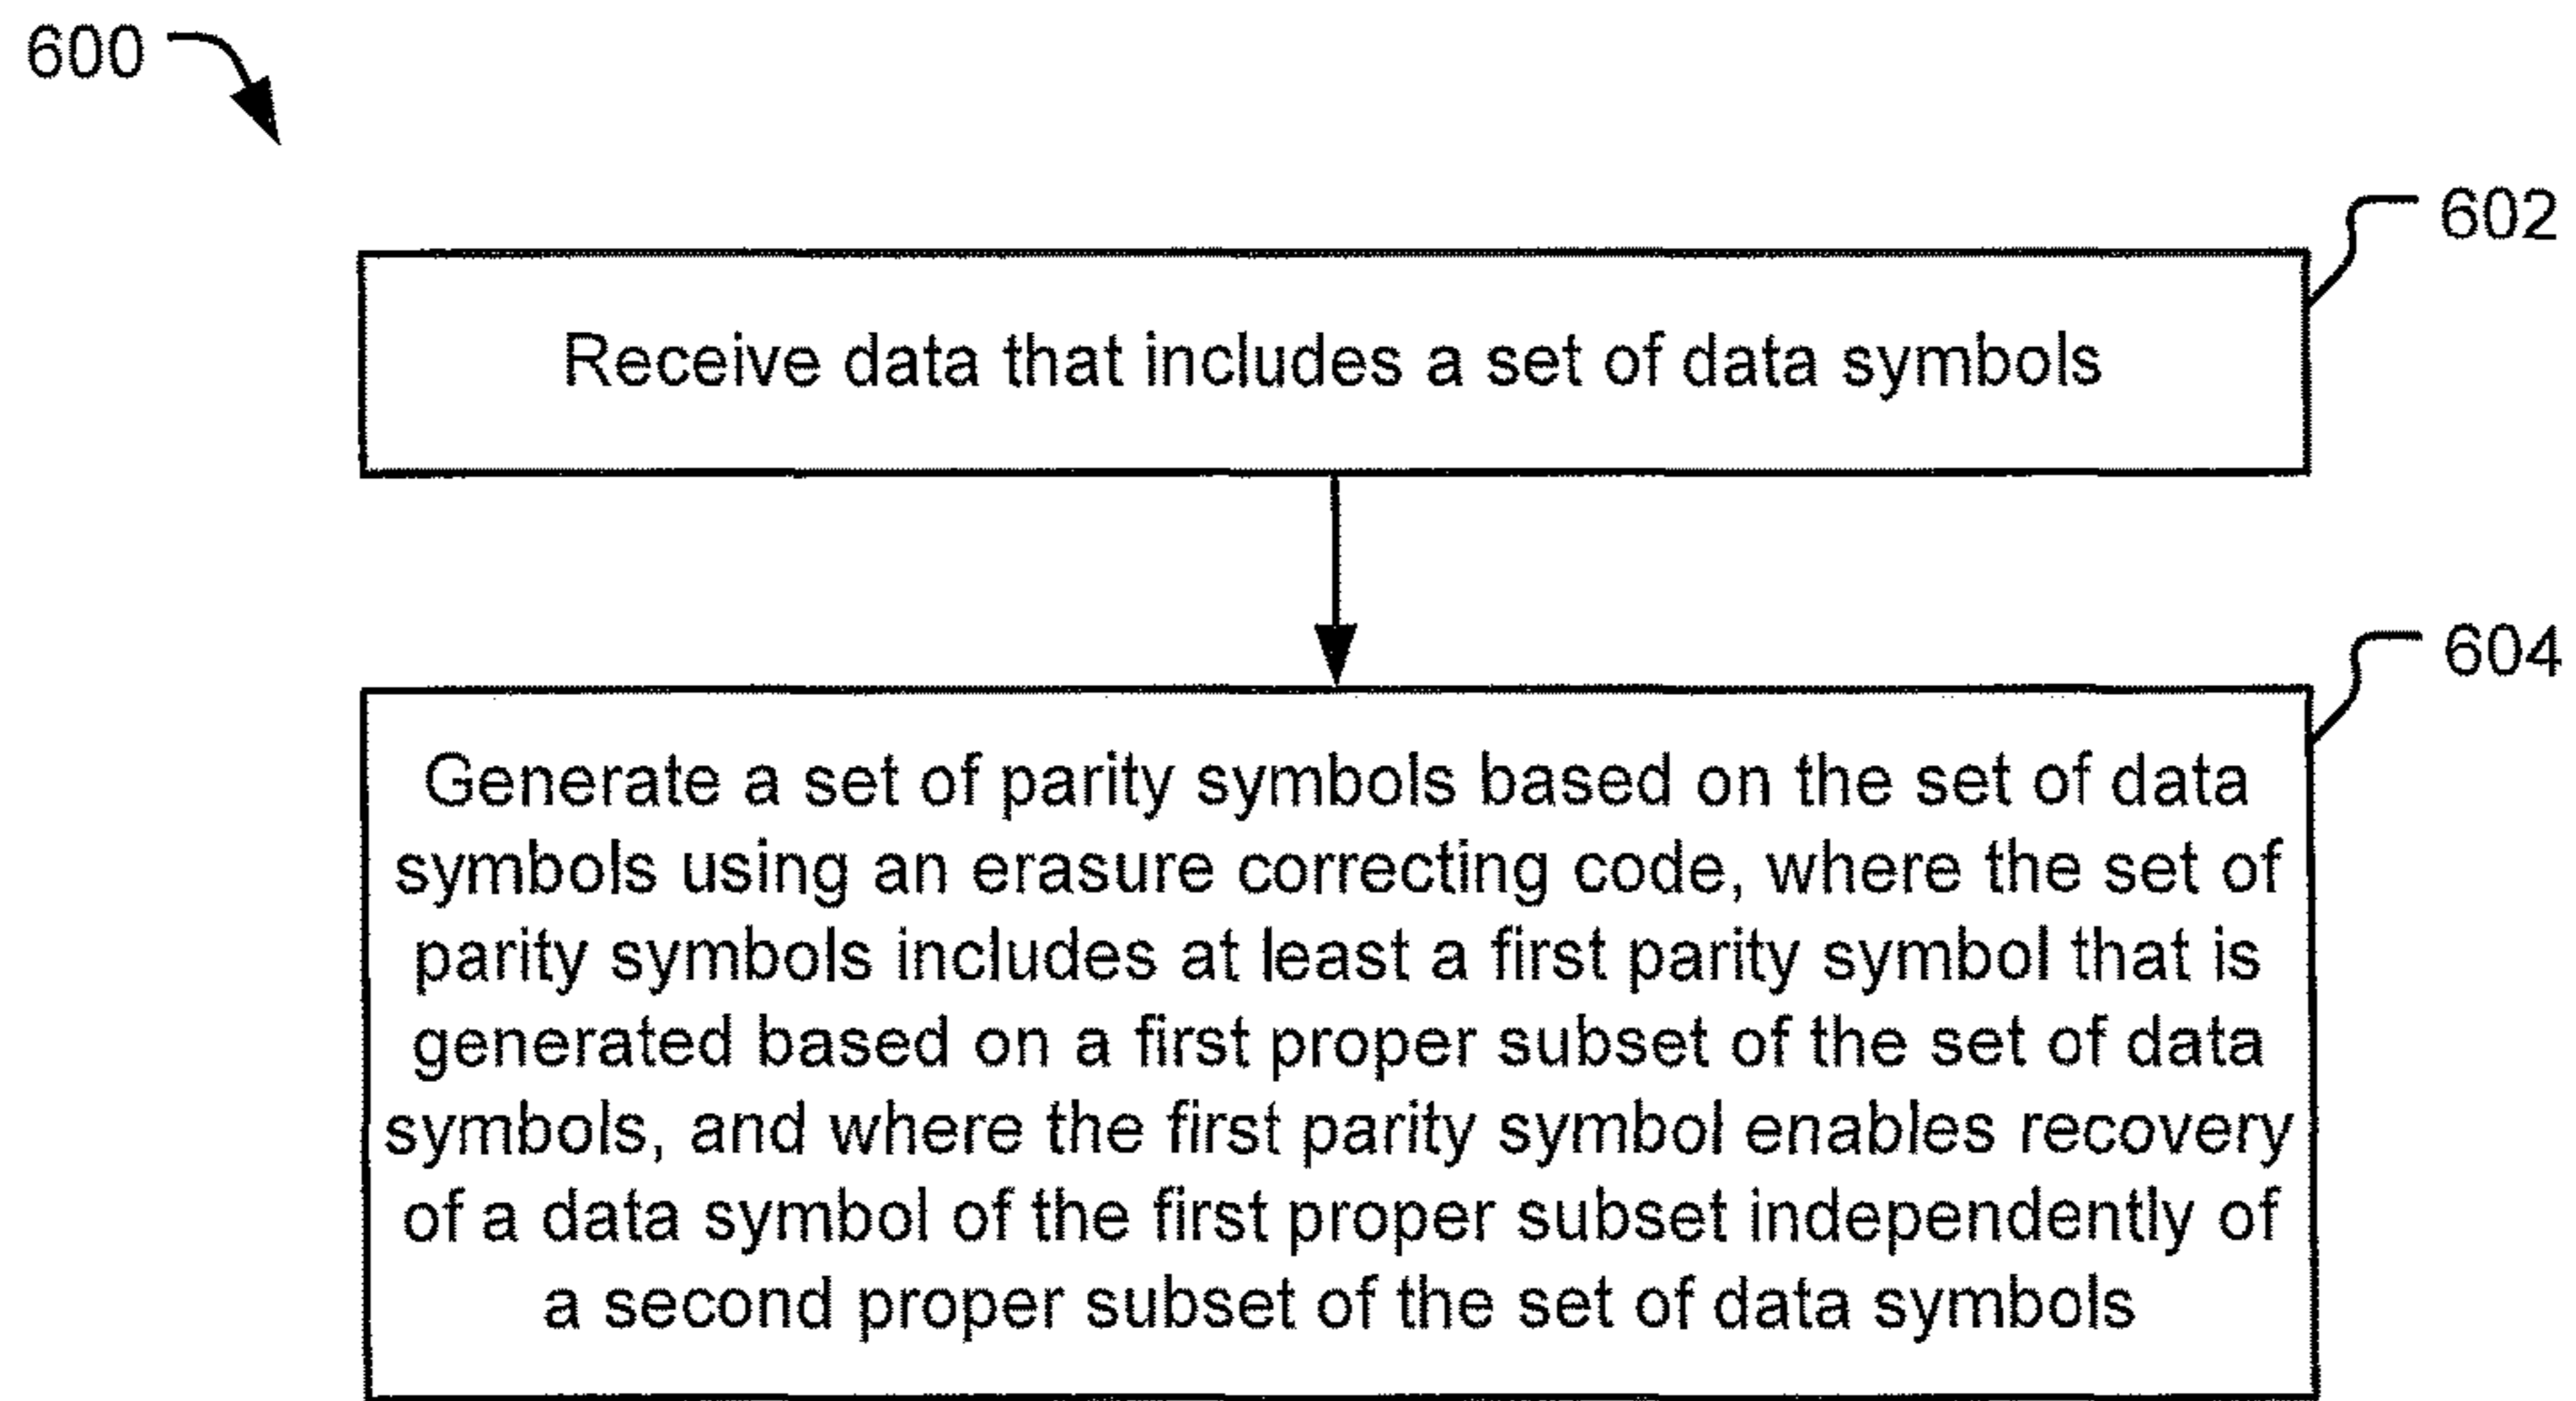 600
602
Receive data that includes a set of data symbols
604
Generate a set of parity symbols based on the set of data
symbols using an erasure correcting code, where the set of
parity symbols includes at least a first parity symbol that is
generated based on a first proper subset of the set of data
symbols, and where the first parity symbol enables recovery
of a data symbol of the first proper subset independently of
a second proper subset of the set of data symbols